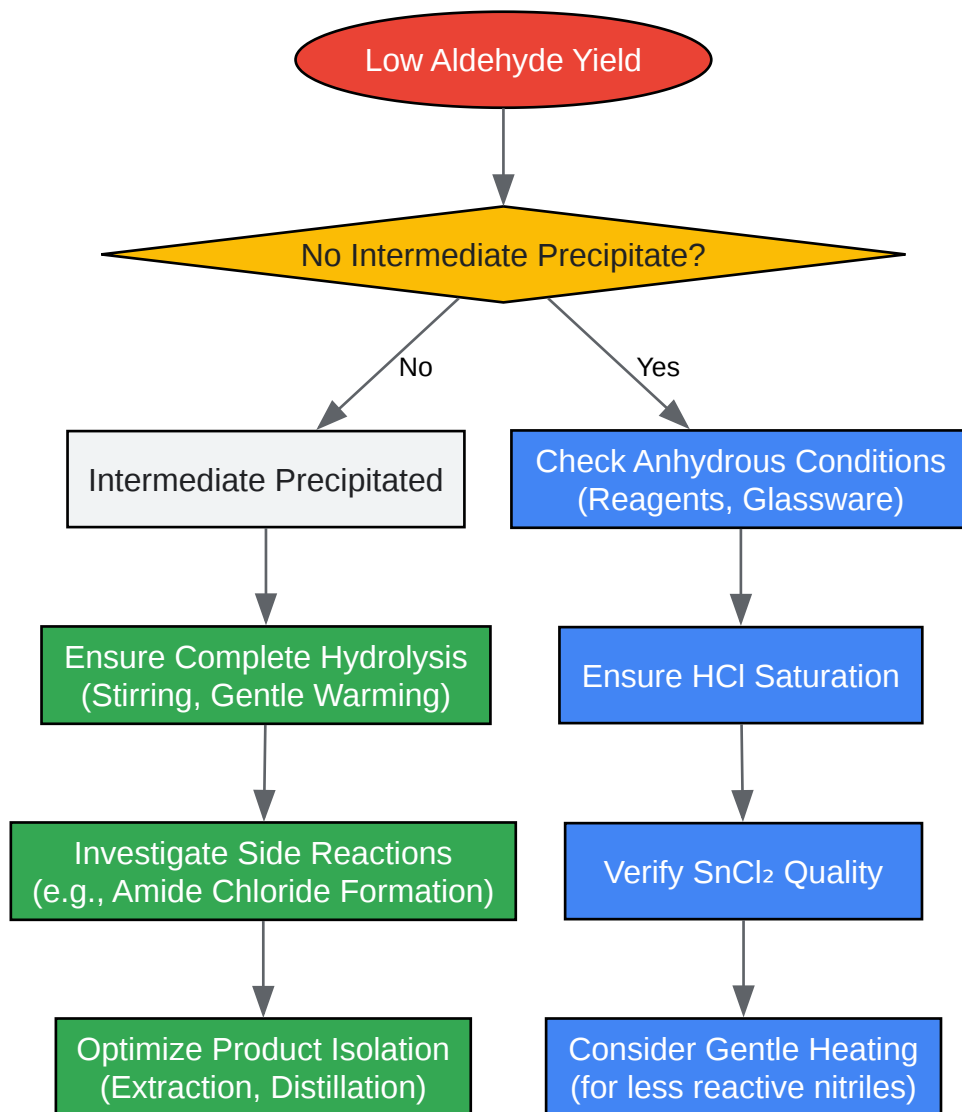 Low Aldehyde Yield
No Intermediate Precipitate?
No
Yes
Intermediate Precipitated
Check Anhydrous Conditions
(Reagents, Glassware)
Ensure Complete Hydrolysis
(Stirring, Gentle Warming)
Ensure HCl Saturation
Investigate Side Reactions
(e.g., Amide Chloride Formation)
Verify SnCl₂ Quality
Optimize Product Isolation
(Extraction, Distillation)
Consider Gentle Heating
(for less reactive nitriles)